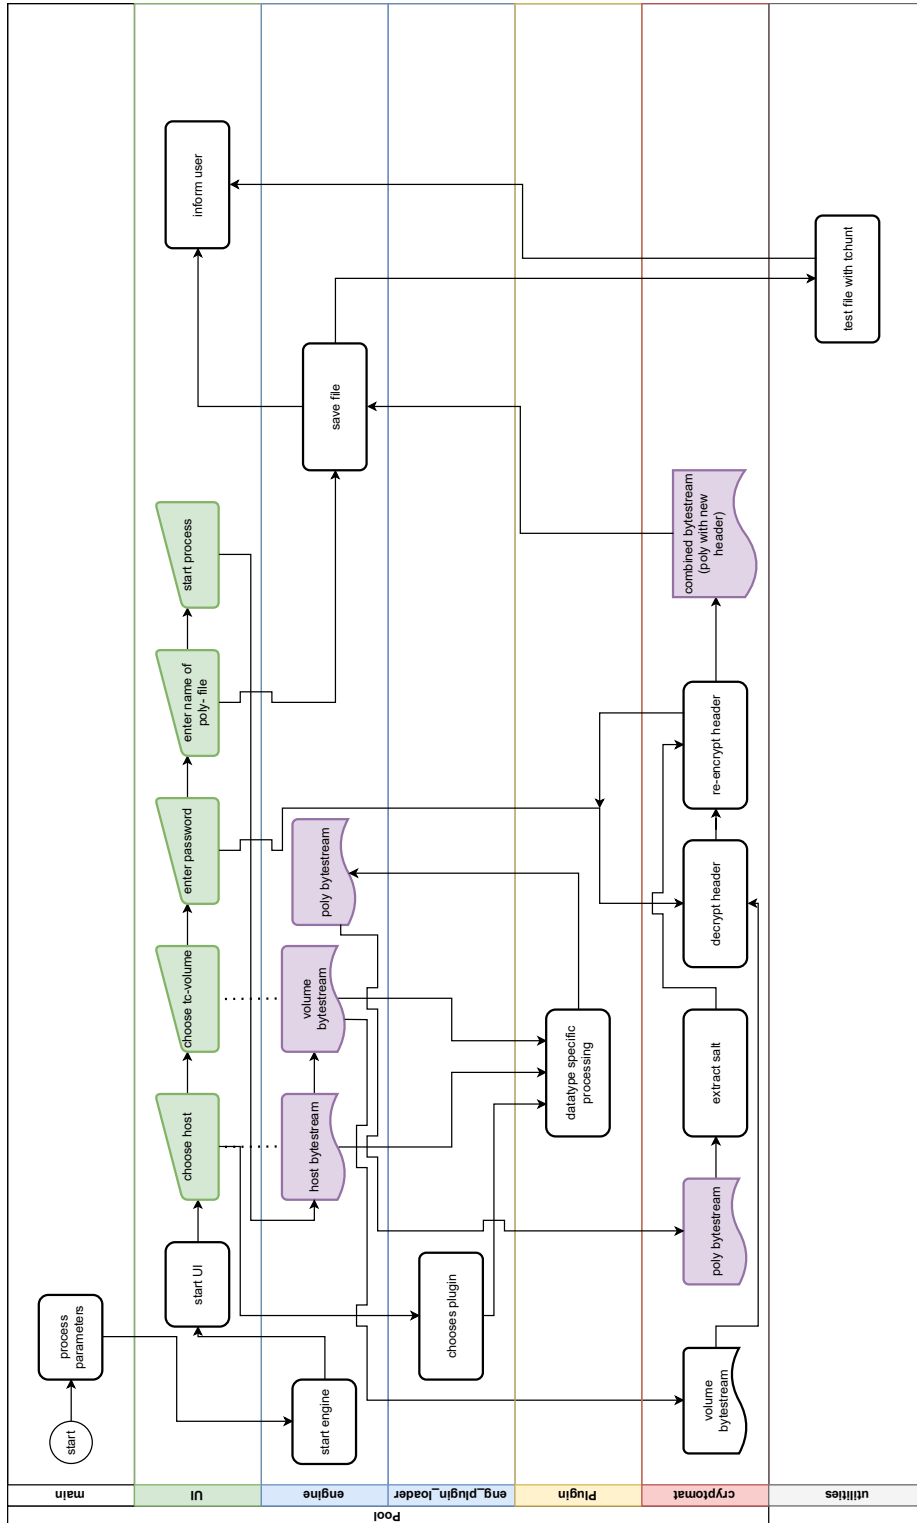 Pool
main
start
process
parameters
UI
start UI
choose host
choose tc-volume
enter password
enter name of
poly- file
start process
inform user
engine
start engine
host bytestream
volume
bytestream
poly bytestream
save file
eng_plugin_loader
chooses plugin
Plugin
datatype specific
processing
cryptomat
volume
bytestream
poly bytestream
extract salt
decrypt header
re-encrypt header
combined bytestream
(poly with new
header)
utilities
test file with tchunt